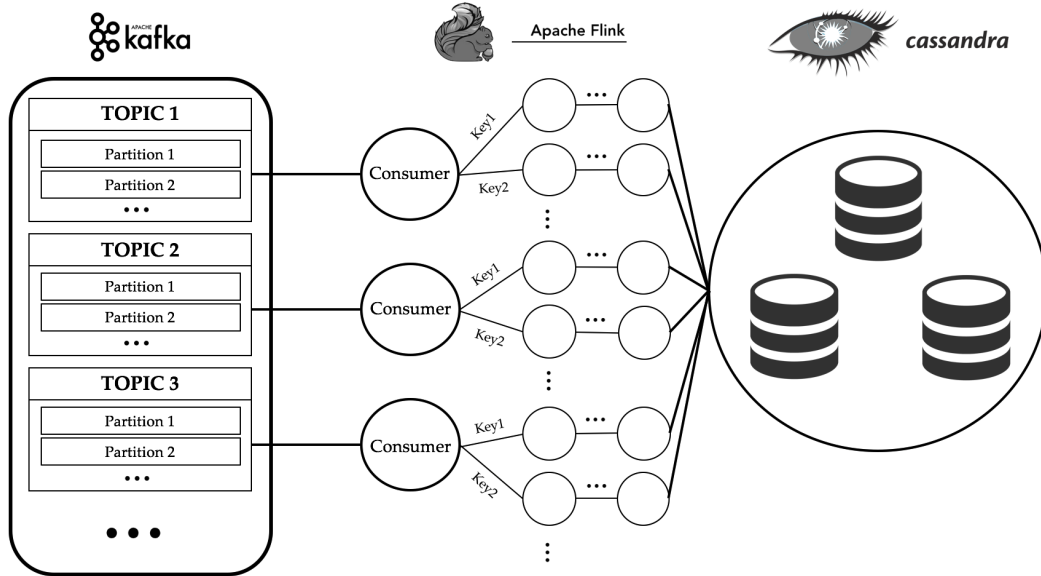 APACHE
kafka
Apache Flink
cassandra
TOPIC 1
Partition 1
Partition 2
...
TOPIC 2
Partition 1
Partition 2
...
TOPIC 3
Partition 1
Partition 2
...
...
Consumer
Key1
Key2
...
...
Consumer
Key1
Key2
...
...
Consumer
Key1
Key2
...
...